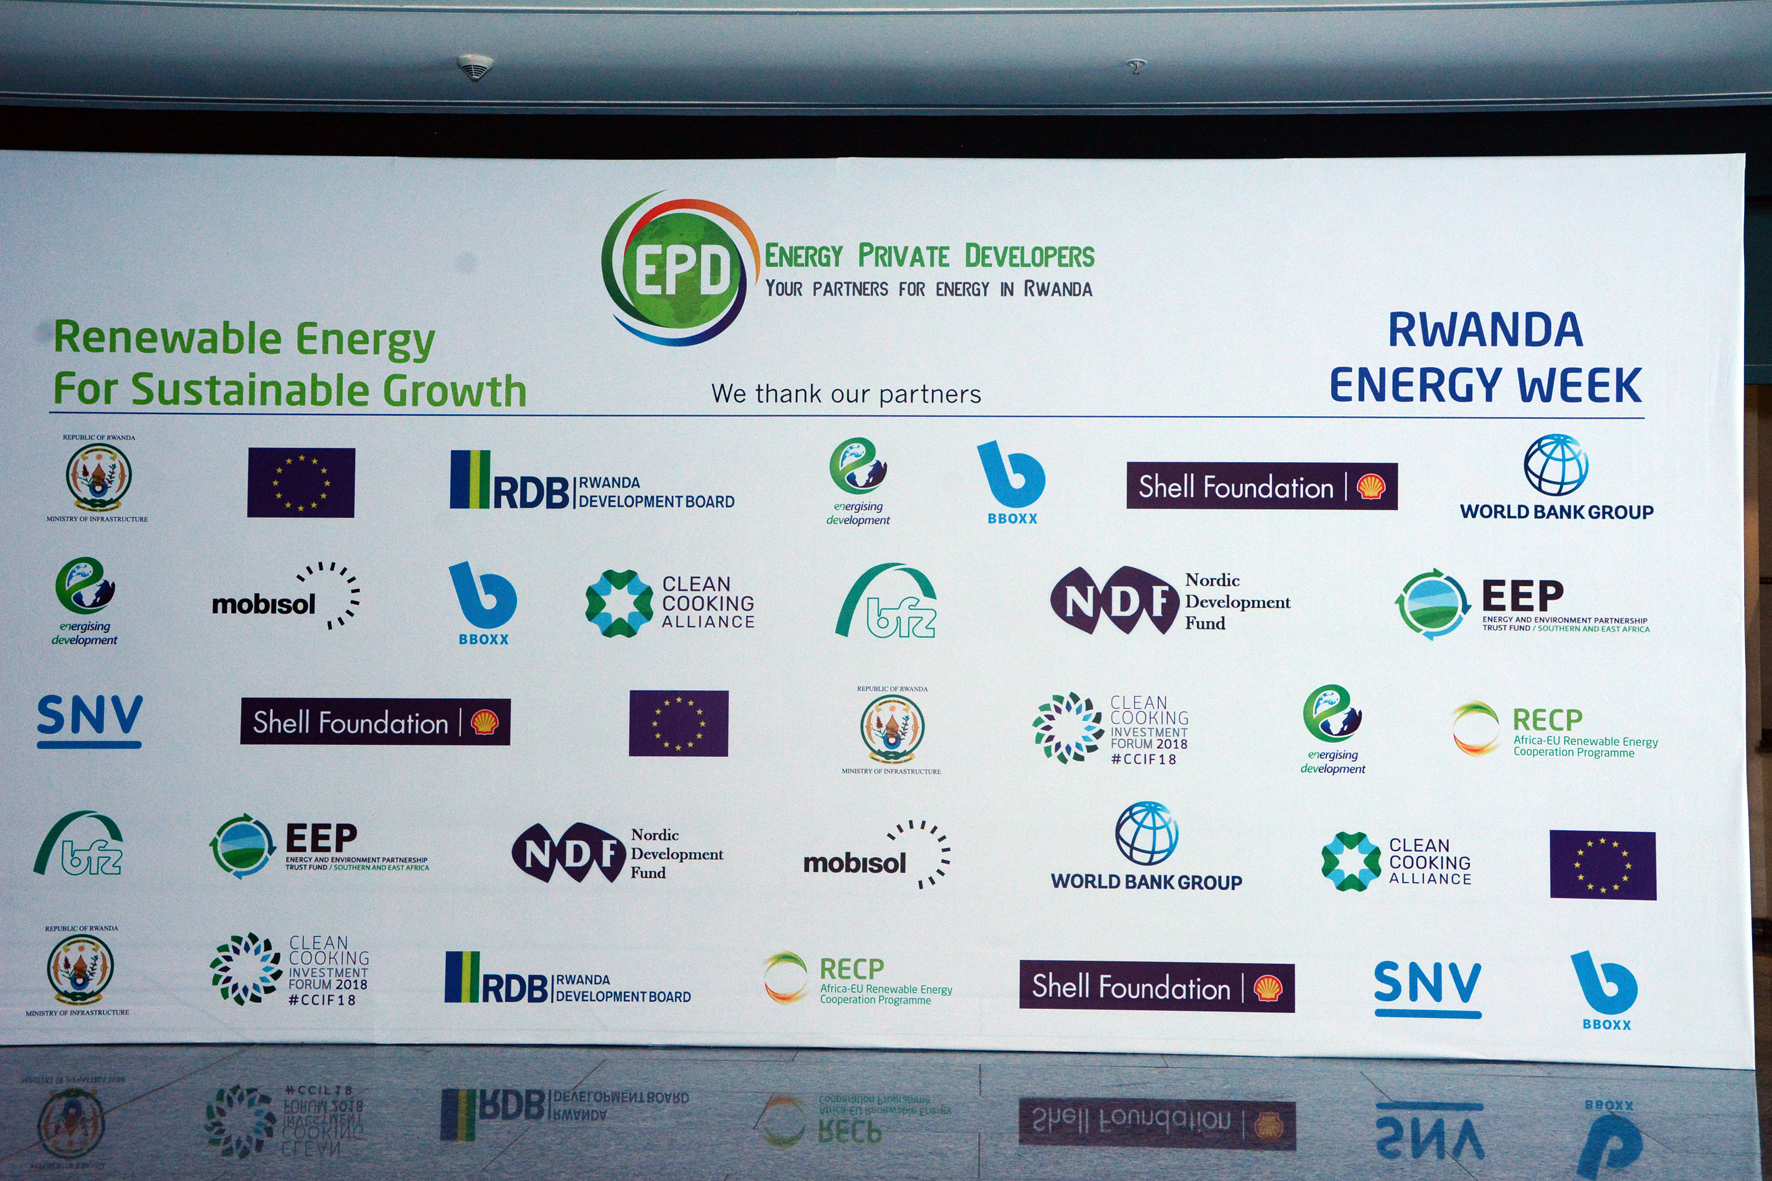 EPD
ENERGY PRIVATE DEVELOPERS
YOUR PARTNERS FOR ENERGY IN RWANDA
Renewable Energy
For Sustainable Growth
We thank our partners
RWANDA
ENERGY WEEK
REPUBLIC OF RWANDA
MINISTRY OF INFRASTRUCTURE
RDB
RWANDA
DEVELOPMENT BOARD
energising
development
BBOXX
Shell Foundation
WORLD BANK GROUP
energising
development
mobisol
BBOXX
CLEAN
COOKING
ALLIANCE
bfz
NDF
Nordic
Development
Fund
EEP
ENERGY AND ENVIRONMENT PARTNERSHIP
TRUST FUND / SOUTHERN AND EAST AFRICA
SNV
Shell Foundation
REPUBLIC OF RWANDA
MINISTRY OF INFRASTRUCTURE
CLEAN
COOKING
INVESTMENT
FORUM 2018
#CCIF18
energising
development
RECP
Africa-EU Renewable Energy
Cooperation Programme
bfz
EEP
ENERGY AND ENVIRONMENT PARTNERSHIP
TRUST FUND / SOUTHERN AND EAST AFRICA
NDF
Nordic
Development
Fund
mobisol
WORLD BANK GROUP
CLEAN
COOKING
ALLIANCE
REPUBLIC OF RWANDA
MINISTRY OF INFRASTRUCTURE
CLEAN
COOKING
INVESTMENT
FORUM 2018
#CCIF18
RDB
RWANDA
DEVELOPMENT BOARD
RECP
Africa-EU Renewable Energy
Cooperation Programme
Shell Foundation
SNV
BBOXX